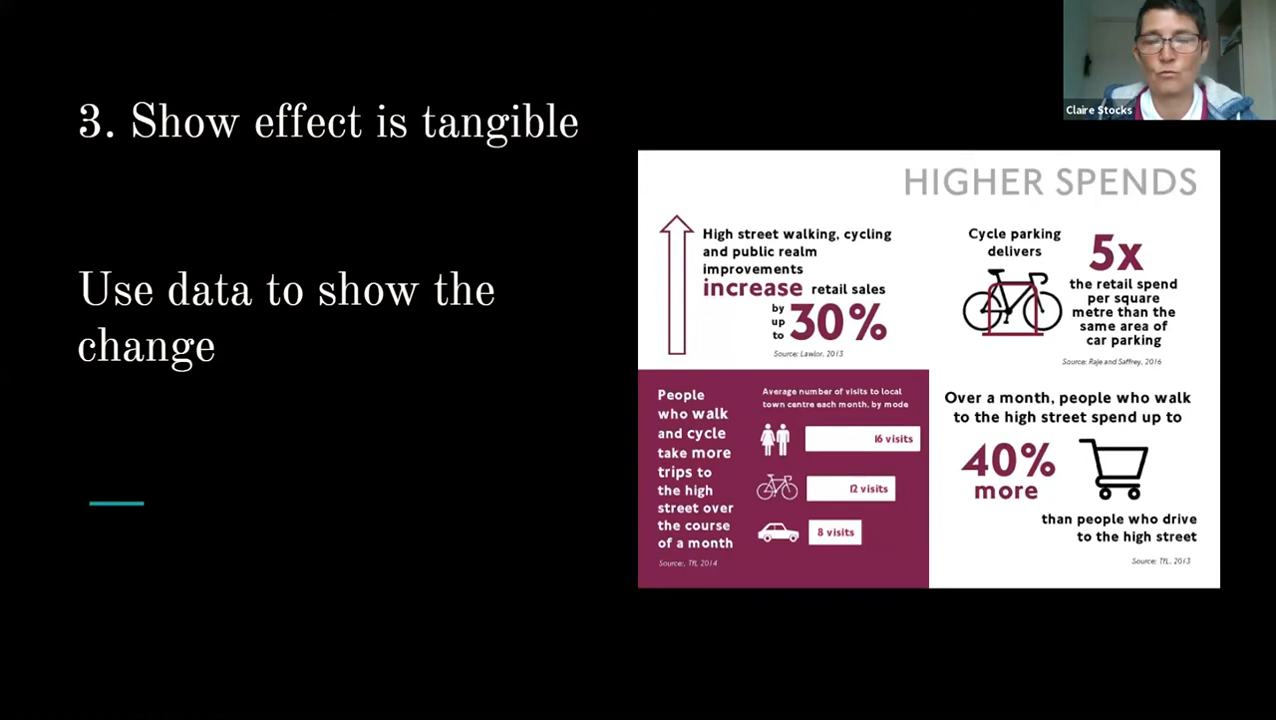 Claire Stocks
3. Show effect is tangible
Use data to show the
change
HIGHER SPENDS
High street walking, cycling
and public realm
improvements
increase retail sales
by
up
to
30%
Source: Lawlor, 2013
Cycle parking
delivers
5x
the retail spend
per square
metre than the
same area of
car parking
Source: Raje and Saffrey, 2016
People
who walk
and cycle
take more
trips to
the high
street over
the course
of a month
Source:, TfL 2014
Average number of visits to local
town centre each month, by mode
16 visits
12 visits
8 visits
Over a month, people who walk
to the high street spend up to
40%
more
than people who drive
to the high street
Source: TfL, 2013